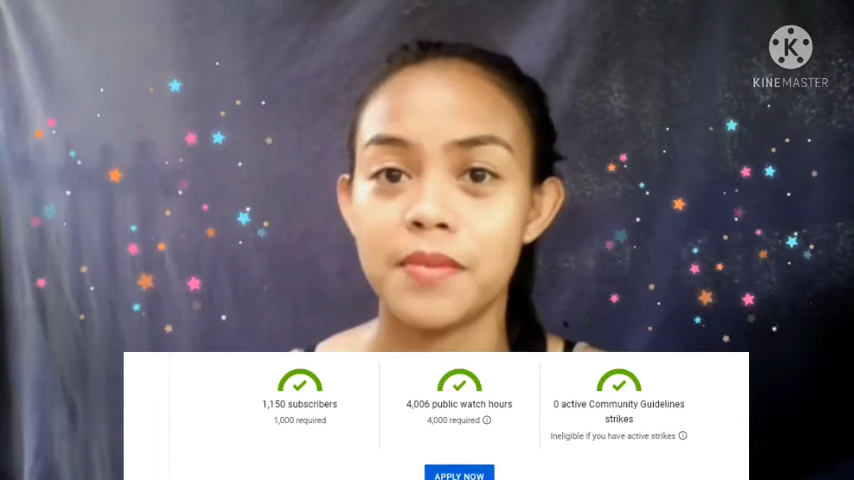 K
KINEMASTER
1,150 subscribers
1,000 required
4,006 public watch hours
4,000 required
0 active Community Guidelines
strikes
Ineligible if you have active strikes
APPLY NOW